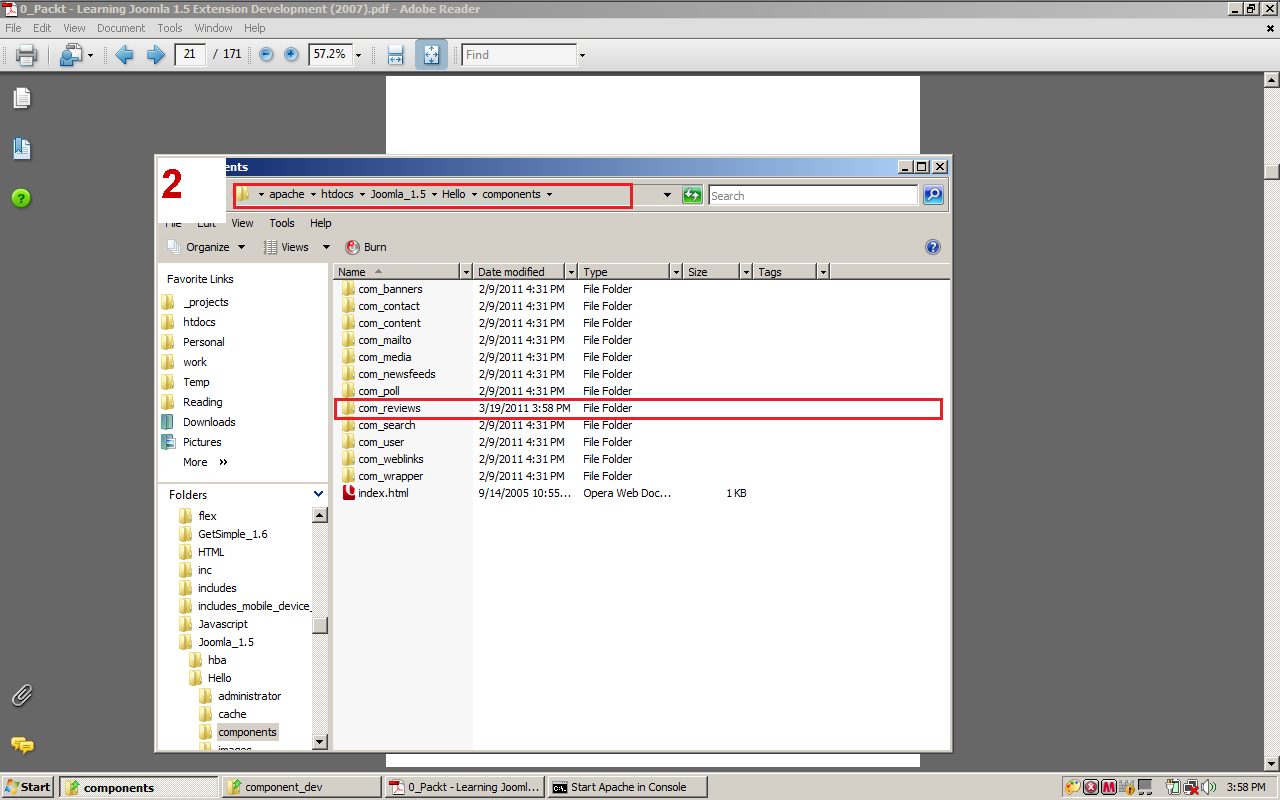 0_Packt - Learning Joomla 1.5 Extension Development (2007).pdf - Adobe Reader
File Edit View Document Tools Window Help
21 / 171 57.2% Find
2
ents
apache htdocs Joomla_1.5 Hello components Search
File Edit View Tools Help
Organize Views Burn
Favorite Links
_projects
htdocs
Personal
work
Temp
Reading
Downloads
Pictures
More »
Folders
flex
GetSimple_1.6
HTML
inc
includes
includes_mobile_device_
Javascript
Joomla_1.5
hba
Hello
administrator
cache
components
images
Name Date modified Type Size Tags
com_banners 2/9/2011 4:31 PM File Folder
com_contact 2/9/2011 4:31 PM File Folder
com_content 2/9/2011 4:31 PM File Folder
com_mailto 2/9/2011 4:31 PM File Folder
com_media 2/9/2011 4:31 PM File Folder
com_newsfeeds 2/9/2011 4:31 PM File Folder
com_poll 2/9/2011 4:31 PM File Folder
com_reviews 3/19/2011 3:58 PM File Folder
com_search 2/9/2011 4:31 PM File Folder
com_user 2/9/2011 4:31 PM File Folder
com_weblinks 2/9/2011 4:31 PM File Folder
com_wrapper 2/9/2011 4:31 PM File Folder
index.html 9/14/2005 10:55... Opera Web Doc... 1 KB
Start components component_dev 0_Packt - Learning Jooml... Start Apache in Console 3:58 PM